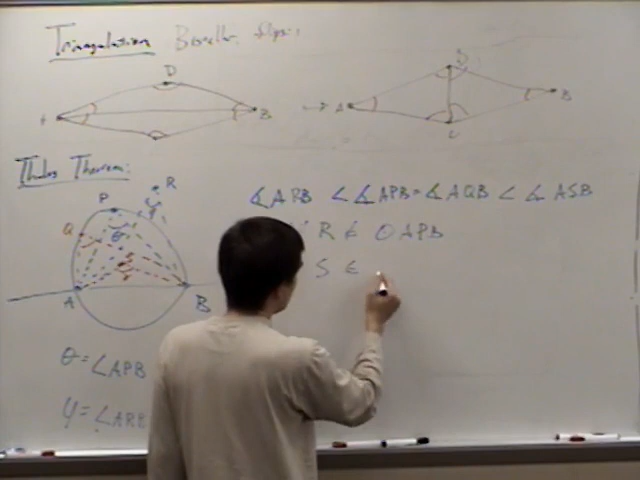 Triangulation
D
A B
A B
C
Thales Theorem:
P R
Q
θ
A B
∡ARB < ∡APB = ∡AQB < ∡ASB
R ∉ O APB
S ∈
θ = ∠APB
ψ = ∠ARB